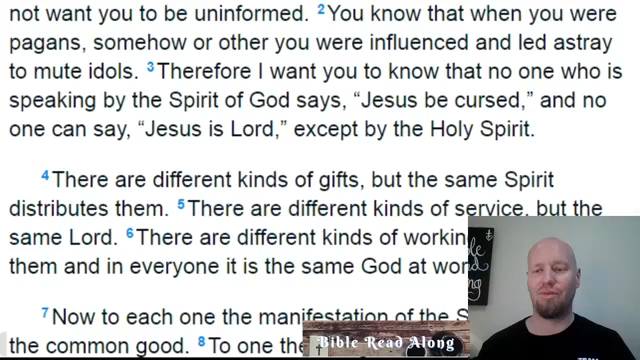 not want you to be uninformed. 2 You know that when you were
pagans, somehow or other you were influenced and led astray
to mute idols. 3 Therefore I want you to know that no one who is
speaking by the Spirit of God says, “Jesus be cursed,” and no
one can say, “Jesus is Lord,” except by the Holy Spirit.
4 There are different kinds of gifts, but the same Spirit
distributes them. 5 There are different kinds of service, but the
same Lord. 6 There are different kinds of workin
them and in everyone it is the same God at wor
7 Now to each one the manifestation of the S
the common good. 8 To one the
Bible Read Along